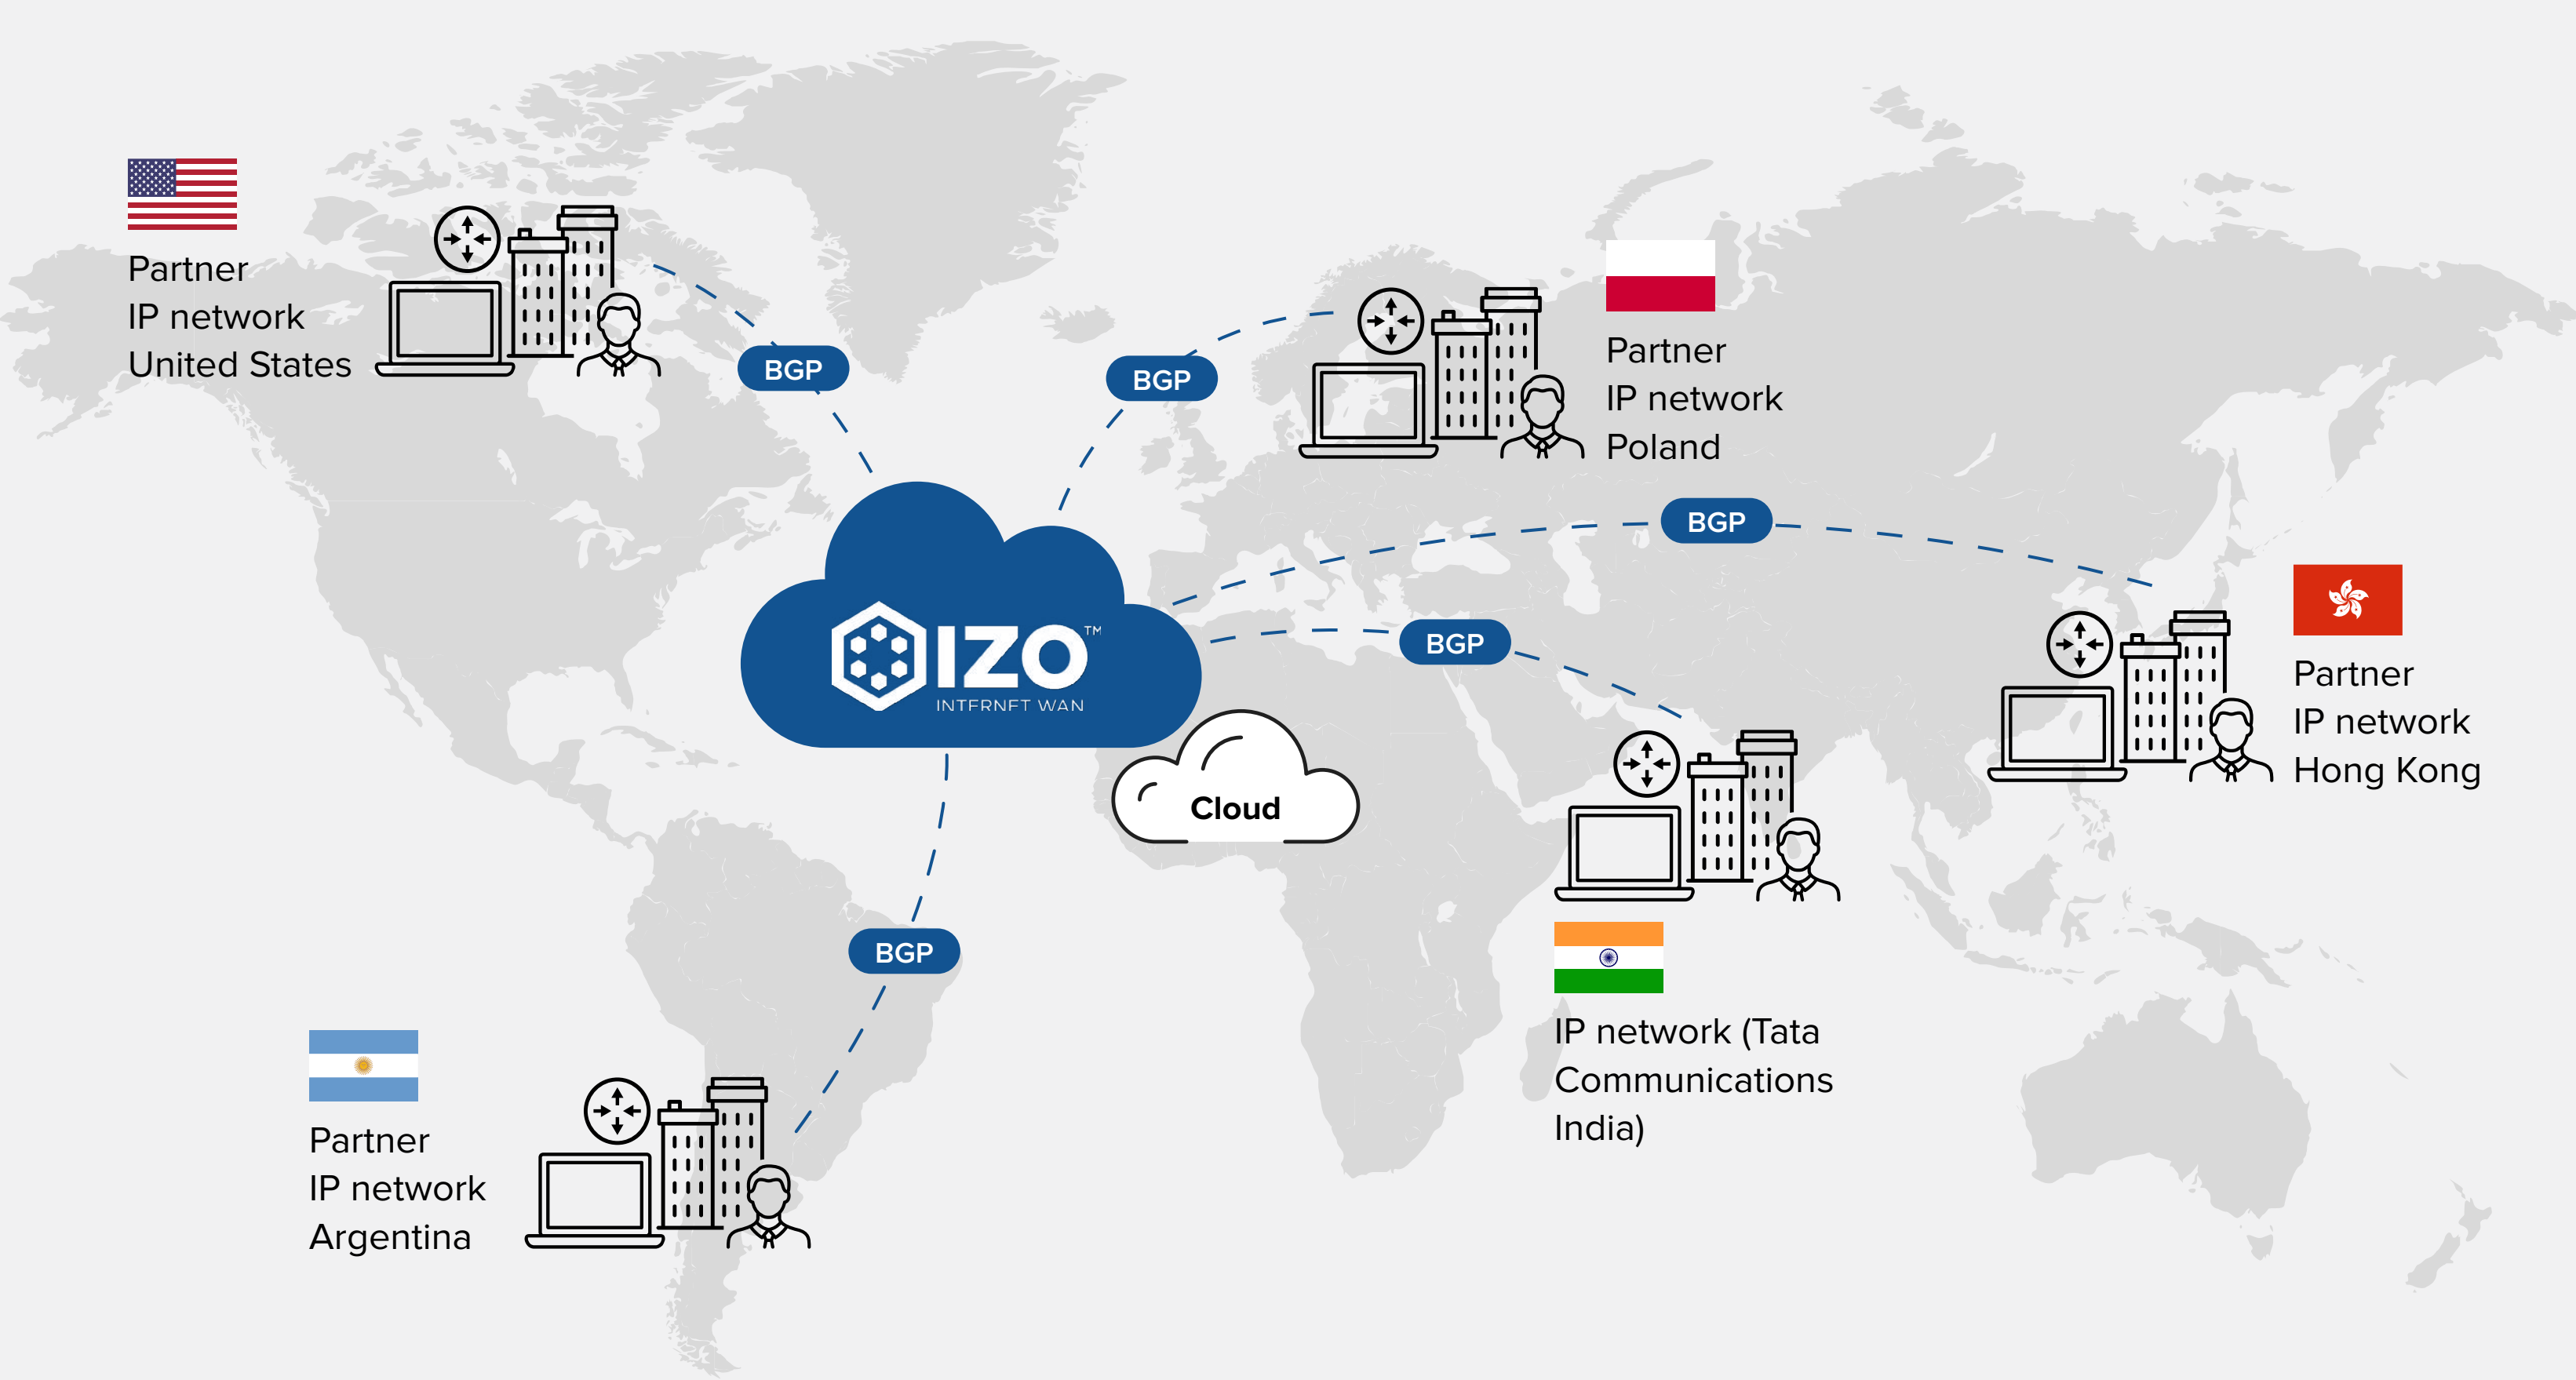 Partner
IP network
United States
BGP
BGP
Partner
IP network
Poland
BGP
IZO™
INTERNET WAN
BGP
Partner
IP network
Hong Kong
Cloud
BGP
IP network (Tata
Communications
India)
Partner
IP network
Argentina